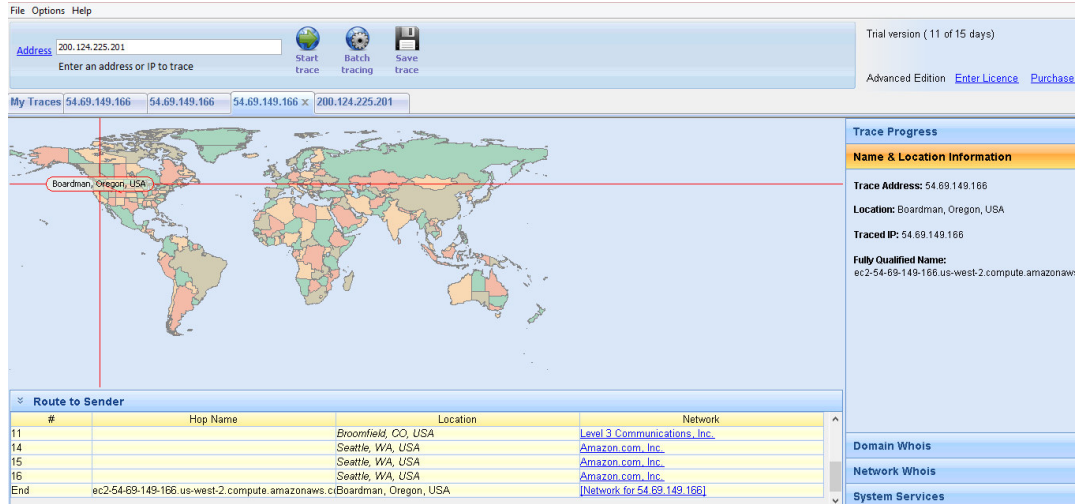 File Options Help
Address 200.124.225.201
Enter an address or IP to trace
Start trace
Batch tracing
Save trace
Trial version ( 11 of 15 days)
Advanced Edition Enter Licence Purchase
My Traces 54.69.149.166 54.69.149.166 54.69.149.166 x 200.124.225.201
Boardman, Oregon, USA
Trace Progress
Name & Location Information
Trace Address: 54.69.149.166
Location: Boardman, Oregon, USA
Traced IP: 54.69.149.166
Fully Qualified Name:
ec2-54-69-149-166.us-west-2.compute.amazonaws
Route to Sender
# Hop Name Location Network
11 Broomfield, CO, USA Level 3 Communications, Inc.
14 Seattle, WA, USA Amazon.com, Inc.
15 Seattle, WA, USA Amazon.com, Inc.
16 Seattle, WA, USA Amazon.com, Inc.
End ec2-54-69-149-166.us-west-2.compute.amazonaws.c Boardman, Oregon, USA [Network for 54.69.149.166]
Domain Whois
Network Whois
System Services